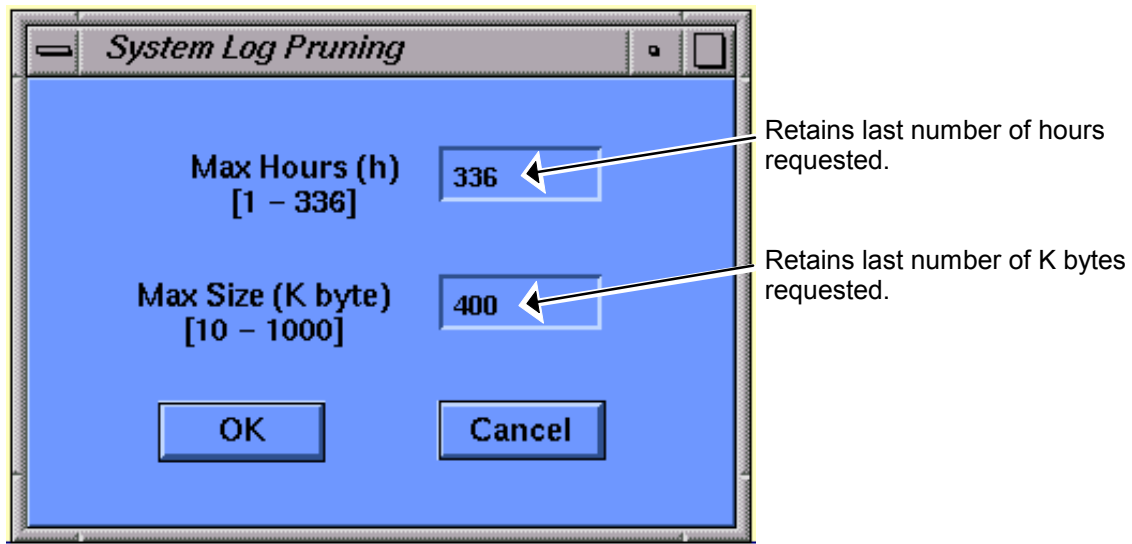 System Log Pruning
Max Hours (h)
[1 – 336]
336
Retains last number of hours
requested.
Max Size (K byte)
[10 – 1000]
400
Retains last number of K bytes
requested.
OK
Cancel